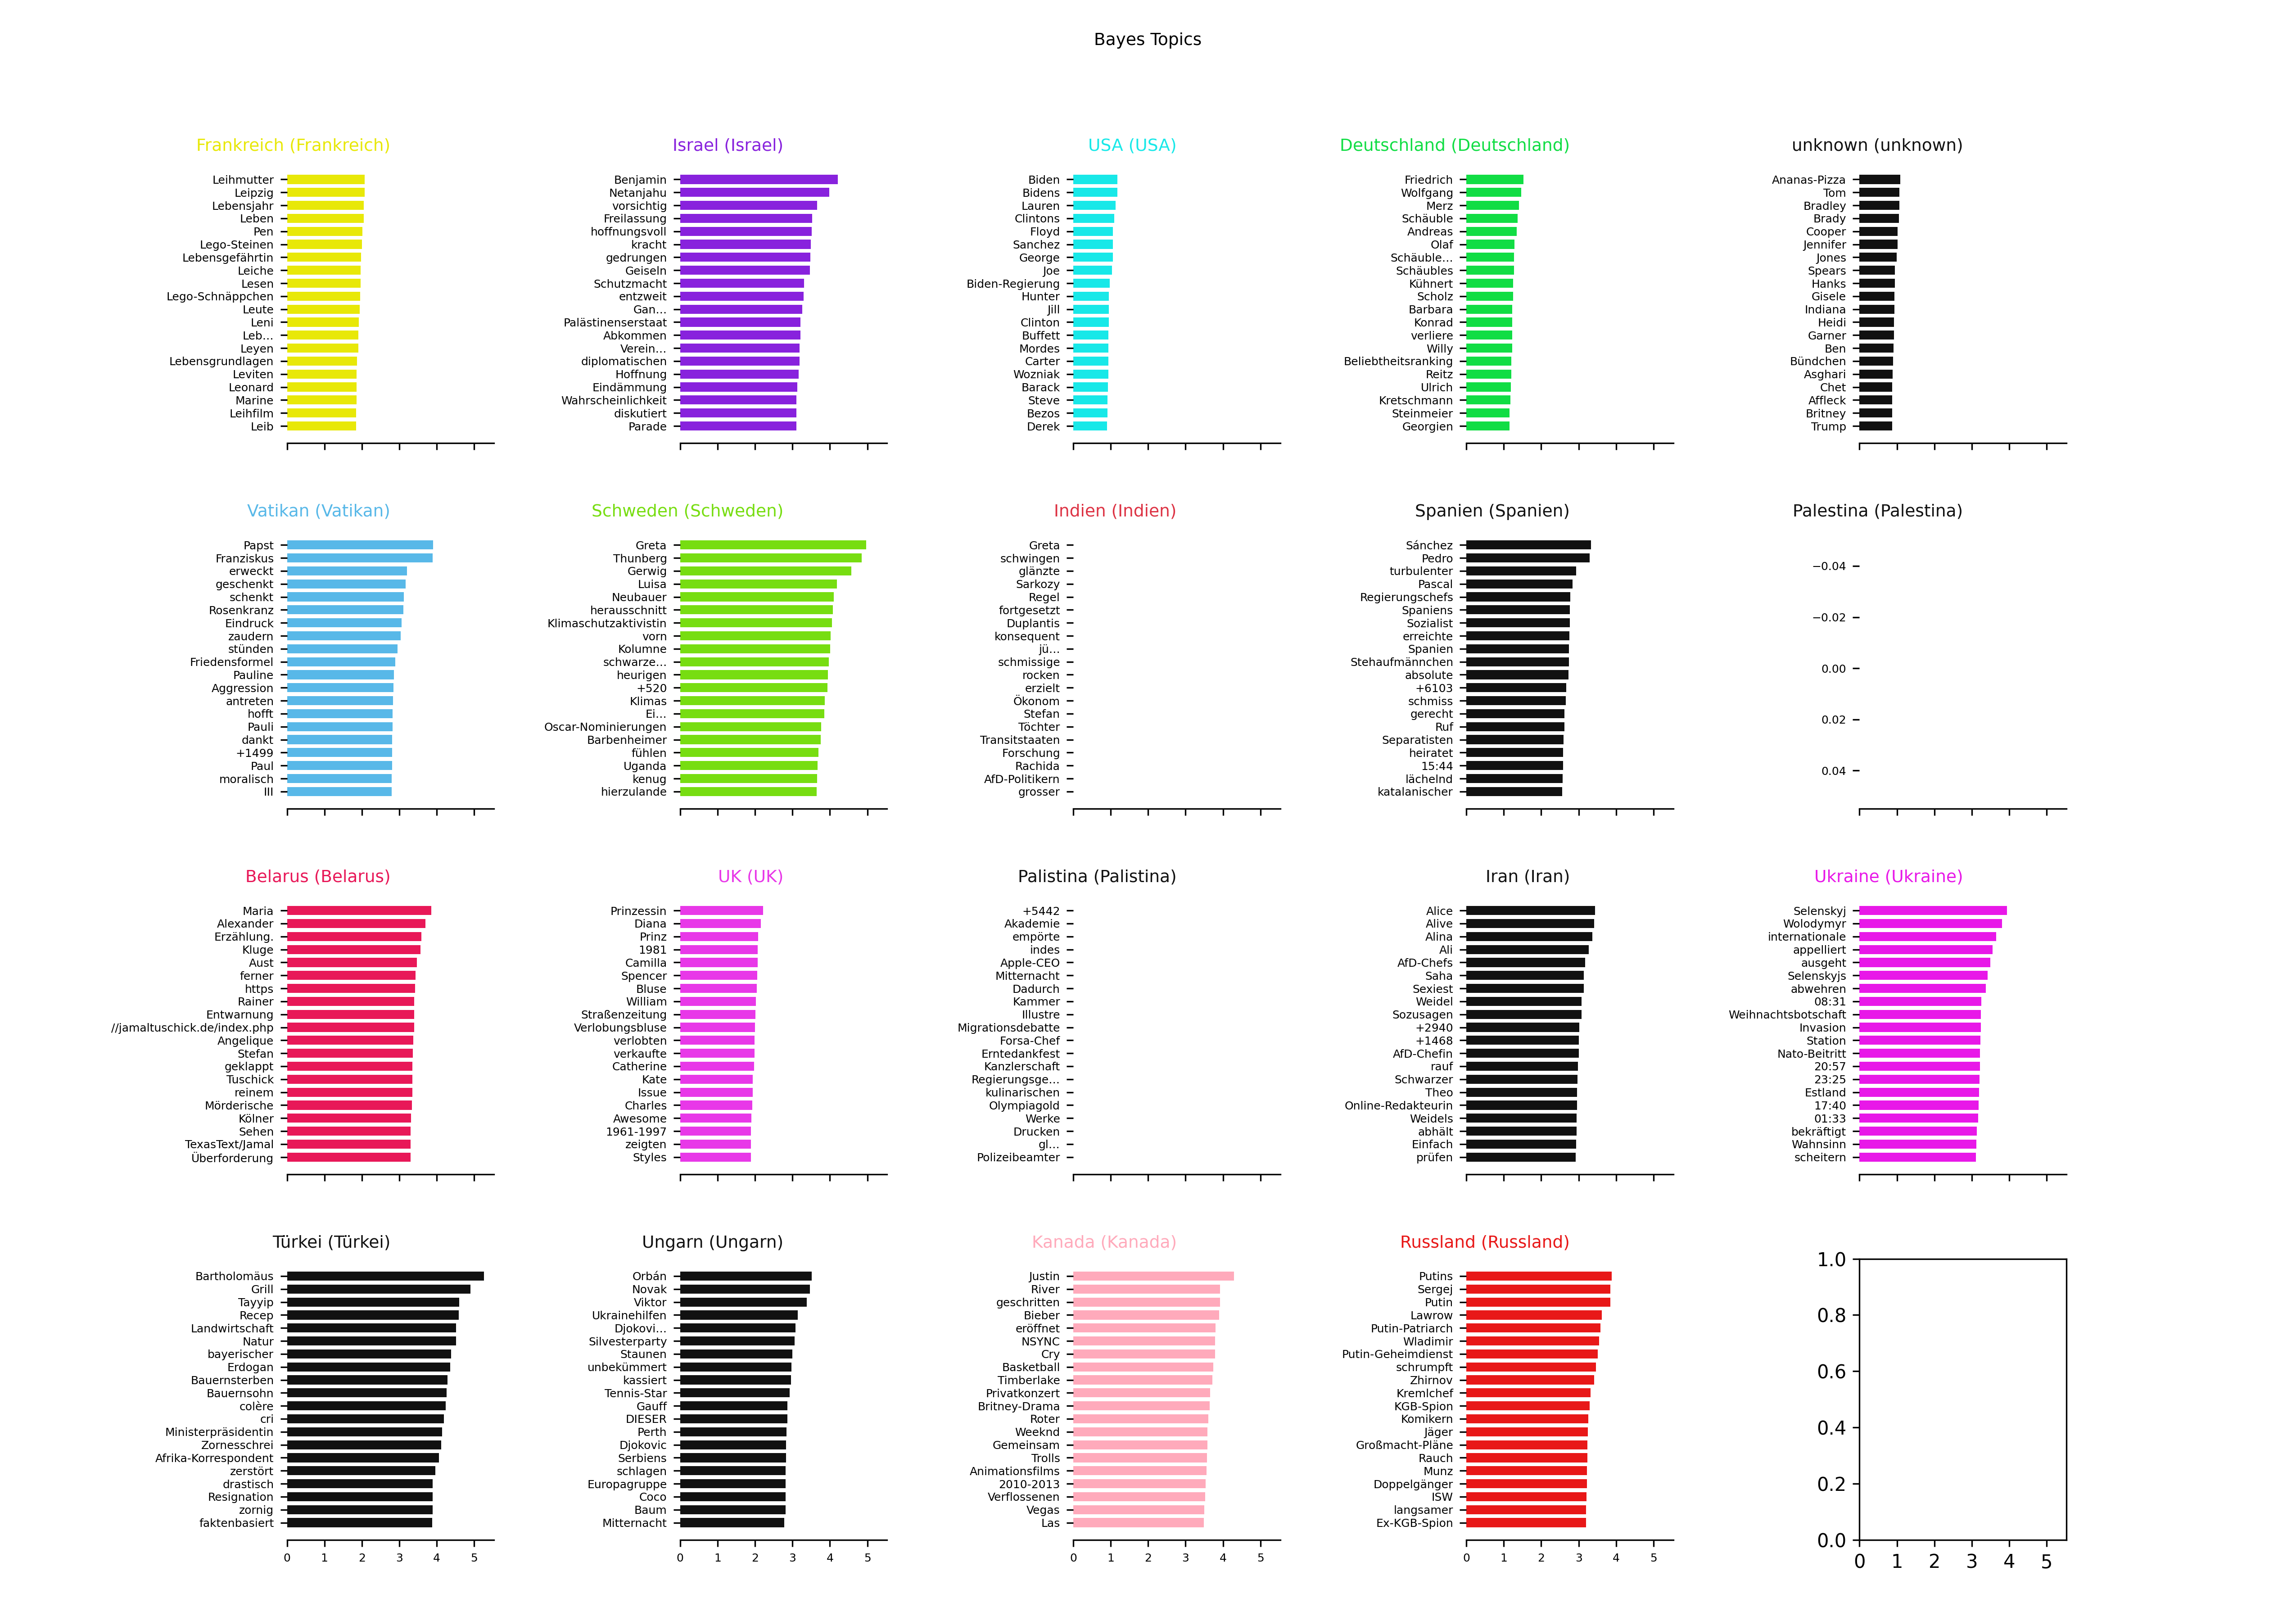 Bayes Topics
Frankreich (Frankreich)
Leihmutter
Leipzig
Lebensjahr
Leben
Pen
Lego-Steinen
Lebensgefährtin
Leiche
Lesen
Lego-Schnäppchen
Leute
Leni
Leb...
Leyen
Lebensgrundlagen
Leviten
Leonard
Marine
Leihfilm
Leib
Israel (Israel)
Benjamin
Netanjahu
vorsichtig
Freilassung
hoffnungsvoll
kracht
gedrungen
Geiseln
Schutzmacht
entzweit
Gan...
Palästinenserstaat
Abkommen
Verein...
diplomatischen
Hoffnung
Eindämmung
Wahrscheinlichkeit
diskutiert
Parade
USA (USA)
Biden
Bidens
Lauren
Clintons
Floyd
Sanchez
George
Joe
Biden-Regierung
Hunter
Jill
Clinton
Buffett
Mordes
Carter
Wozniak
Barack
Steve
Bezos
Derek
Deutschland (Deutschland)
Friedrich
Wolfgang
Merz
Schäuble
Andreas
Olaf
Schäuble...
Schäubles
Kühnert
Scholz
Barbara
Konrad
verliere
Willy
Beliebtheitsranking
Reitz
Ulrich
Kretschmann
Steinmeier
Georgien
unknown (unknown)
Ananas-Pizza
Tom
Bradley
Brady
Cooper
Jennifer
Jones
Spears
Hanks
Gisele
Indiana
Heidi
Garner
Ben
Bündchen
Asghari
Chet
Affleck
Britney
Trump
Vatikan (Vatikan)
Papst
Franziskus
erweckt
geschenkt
schenkt
Rosenkranz
Eindruck
zaudern
stünden
Friedensformel
Pauline
Aggression
antreten
hofft
Pauli
dankt
+1499
Paul
moralisch
III
Schweden (Schweden)
Greta
Thunberg
Gerwig
Luisa
Neubauer
herausschnitt
Klimaschutzaktivistin
vorn
Kolumne
schwarze...
heurigen
+520
Klimas
Ei...
Oscar-Nominierungen
Barbenheimer
fühlen
Uganda
kenug
hierzulande
Indien (Indien)
Greta
schwingen
glänzte
Sarkozy
Regel
fortgesetzt
Duplantis
konsequent
jü...
schmissige
rocken
erzielt
Ökonom
Stefan
Töchter
Transitstaaten
Forschung
Rachida
AfD-Politikern
grosser
Spanien (Spanien)
Sánchez
Pedro
turbulenter
Pascal
Regierungschefs
Spaniens
Sozialist
erreichte
Spanien
Stehaufmännchen
absolute
+6103
schmiss
gerecht
Ruf
Separatisten
heiratet
15:44
lächelnd
katalanischer
Palestina (Palestina)
−0.04
−0.02
0.00
0.02
0.04
Belarus (Belarus)
Maria
Alexander
Erzählung.
Kluge
Aust
ferner
https
Rainer
Entwarnung
//jamaltuschick.de/index.php
Angelique
Stefan
geklappt
Tuschick
reinem
Mörderische
Kölner
Sehen
TexasText/Jamal
Überforderung
UK (UK)
Prinzessin
Diana
Prinz
1981
Camilla
Spencer
Bluse
William
Straßenzeitung
Verlobungsbluse
verlobten
verkaufte
Catherine
Kate
Issue
Charles
Awesome
1961-1997
zeigten
Styles
Palistina (Palistina)
+5442
Akademie
empörte
indes
Apple-CEO
Mitternacht
Dadurch
Kammer
Illustre
Migrationsdebatte
Forsa-Chef
Erntedankfest
Kanzlerschaft
Regierungsge...
kulinarischen
Olympiagold
Werke
Drucken
gl...
Polizeibeamter
Iran (Iran)
Alice
Alive
Alina
Ali
AfD-Chefs
Saha
Sexiest
Weidel
Sozusagen
+2940
+1468
AfD-Chefin
rauf
Schwarzer
Theo
Online-Redakteurin
Weidels
abhält
Einfach
prüfen
Ukraine (Ukraine)
Selenskyj
Wolodymyr
internationale
appelliert
ausgeht
Selenskyjs
abwehren
08:31
Weihnachtsbotschaft
Invasion
Station
Nato-Beitritt
20:57
23:25
Estland
17:40
01:33
bekräftigt
Wahnsinn
scheitern
Türkei (Türkei)
Bartholomäus
Grill
Tayyip
Recep
Landwirtschaft
Natur
bayerischer
Erdogan
Bauernsterben
Bauernsohn
colère
cri
Ministerpräsidentin
Zornesschrei
Afrika-Korrespondent
zerstört
drastisch
Resignation
zornig
faktenbasiert
0 1 2 3 4 5
Ungarn (Ungarn)
Orbán
Novak
Viktor
Ukrainehilfen
Djokovi...
Silvesterparty
Staunen
unbekümmert
kassiert
Tennis-Star
Gauff
DIESER
Perth
Djokovic
Serbiens
schlagen
Europagruppe
Coco
Baum
Mitternacht
0 1 2 3 4 5
Kanada (Kanada)
Justin
River
geschritten
Bieber
eröffnet
NSYNC
Cry
Basketball
Timberlake
Privatkonzert
Britney-Drama
Roter
Weeknd
Gemeinsam
Trolls
Animationsfilms
2010-2013
Verflossenen
Vegas
Las
0 1 2 3 4 5
Russland (Russland)
Putins
Sergej
Putin
Lawrow
Putin-Patriarch
Wladimir
Putin-Geheimdienst
schrumpft
Zhirnov
Kremlchef
KGB-Spion
Komikern
Jäger
Großmacht-Pläne
Rauch
Munz
Doppelgänger
ISW
langsamer
Ex-KGB-Spion
0 1 2 3 4 5
1.0
0.8
0.6
0.4
0.2
0.0
0 1 2 3 4 5